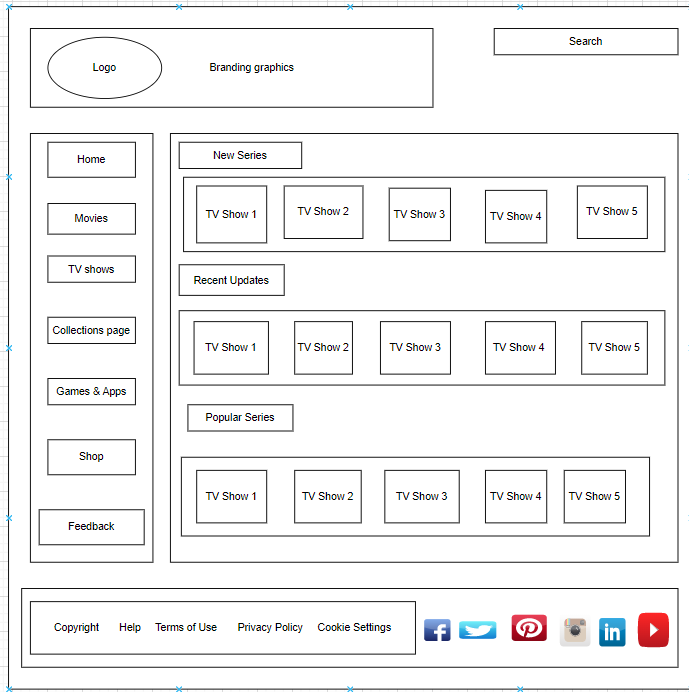 Logo
Branding graphics
Search
Home
Movies
TV shows
Collections page
Games & Apps
Shop
Feedback
New Series
TV Show 1
TV Show 2
TV Show 3
TV Show 4
TV Show 5
Recent Updates
TV Show 1
TV Show 2
TV Show 3
TV Show 4
TV Show 5
Popular Series
TV Show 1
TV Show 2
TV Show 3
TV Show 4
TV Show 5
Copyright Help Terms of Use Privacy Policy Cookie Settings
f
in